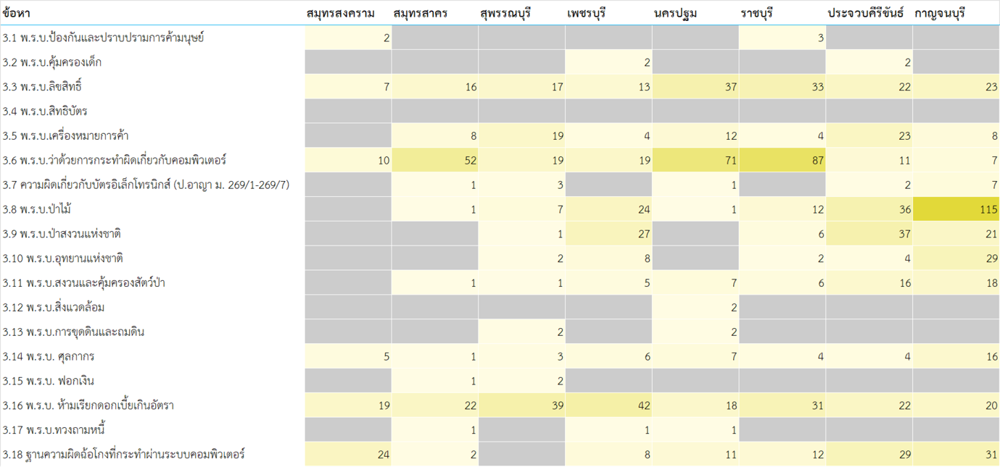 ข้อหา สมุทรสงคราม สมุทรสาคร สุพรรณบุรี เพชรบุรี นครปฐม ราชบุรี ประจวบคีรีขันธ์ กาญจนบุรี
3.1 พ.ร.บ.ป้องกันและปราบปรามการค้ามนุษย์ 2 3
3.2 พ.ร.บ.คุ้มครองเด็ก 2 2
3.3 พ.ร.บ.ลิขสิทธิ์ 7 16 17 13 37 33 22 23
3.4 พ.ร.บ.สิทธิบัตร
3.5 พ.ร.บ.เครื่องหมายการค้า 8 19 4 12 4 23 8
3.6 พ.ร.บ.ว่าด้วยการกระทำผิดเกี่ยวกับคอมพิวเตอร์ 10 52 19 19 71 87 11 7
3.7 ความผิดเกี่ยวกับบัตรอิเล็กโทรนิกส์ (ป.อาญา ม. 269/1-269/7) 1 3 1 2 7
3.8 พ.ร.บ.ป่าไม้ 1 7 24 1 12 36 115
3.9 พ.ร.บ.ป่าสงวนแห่งชาติ 1 27 6 37 21
3.10 พ.ร.บ.อุทยานแห่งชาติ 2 8 2 4 29
3.11 พ.ร.บ.สงวนและคุ้มครองสัตว์ป่า 1 1 5 7 6 16 18
3.12 พ.ร.บ.สิ่งแวดล้อม 2
3.13 พ.ร.บ.การขุดดินและถมดิน 2 2
3.14 พ.ร.บ. ศุลกากร 5 1 3 6 7 4 4 16
3.15 พ.ร.บ. ฟอกเงิน 1 2
3.16 พ.ร.บ. ห้ามเรียกดอกเบี้ยเกินอัตรา 19 22 39 42 18 31 22 20
3.17 พ.ร.บ.ทวงถามหนี้ 1 1 1
3.18 ฐานความผิดฉ้อโกงที่กระทำผ่านระบบคอมพิวเตอร์ 24 2 8 11 12 29 31